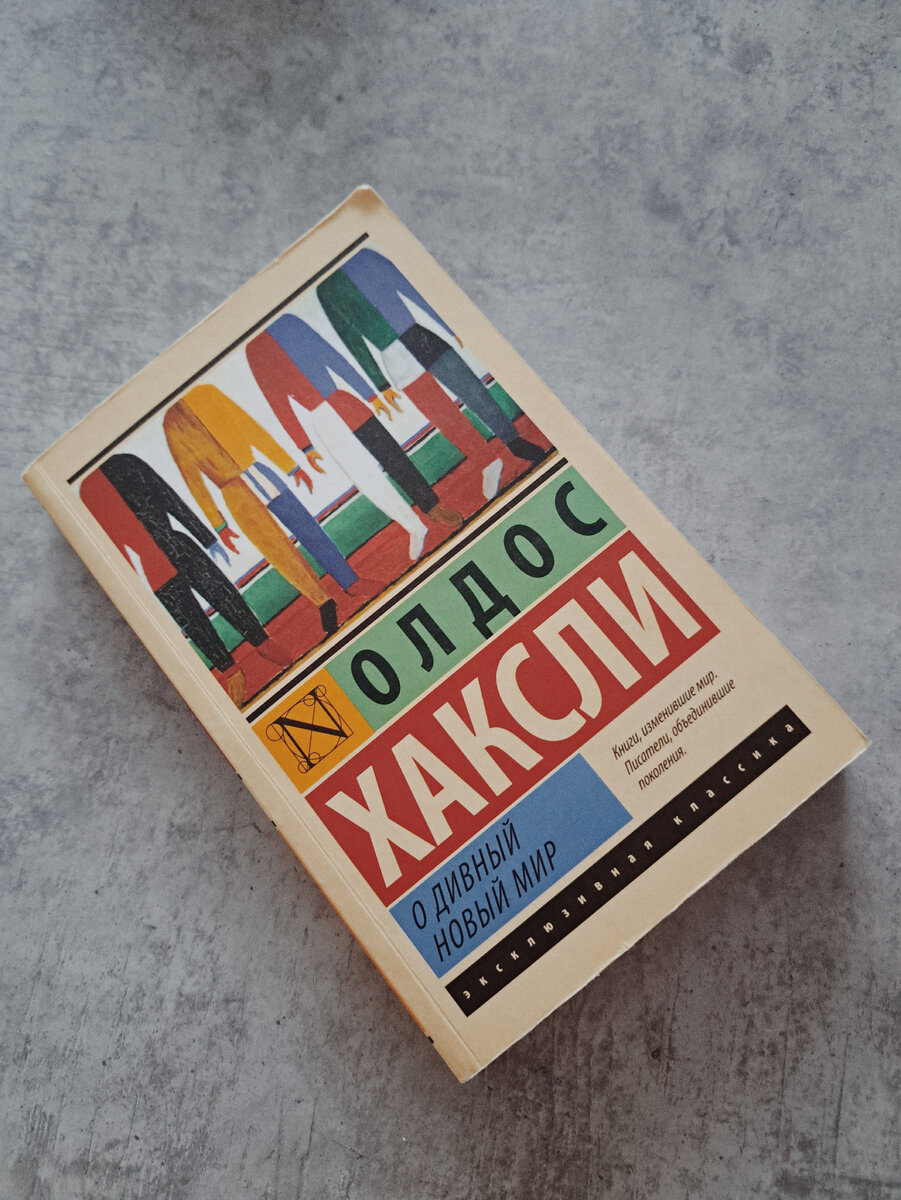 N
ОЛДОС
ХАКСЛИ
О ДИВНЫЙ
НОВЫЙ МИР
Книги, изменившие мир.
Писатели, объединившие
поколения.
эксклюзивная классика